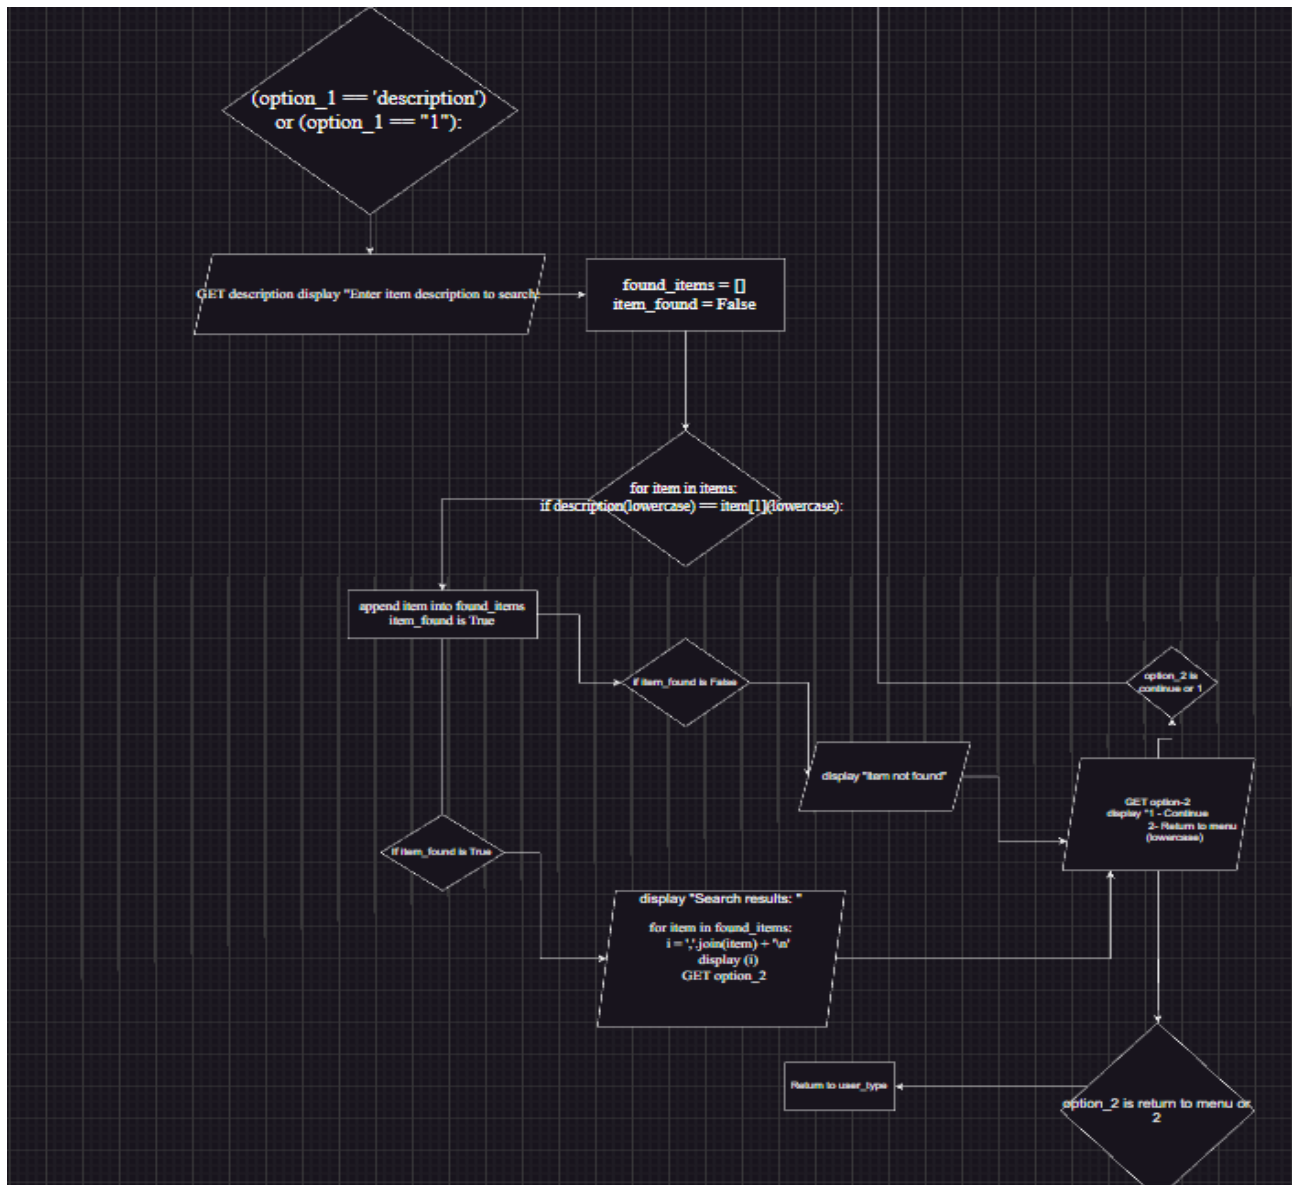 (option_1 == 'description')
or (option_1 == "1"):
GET description display "Enter item description to search:
found_items = []
item_found = False
for item in items:
if description(lowercase) == item[1](lowercase):
append item into found_items
item_found is True
if item_found is False
option_2 is
continue or 1
display "Item not found"
GET option-2
display "1 - Continue
2- Return to menu
(lowercase)
If item_found is True
display "Search results: "
for item in found_items:
i = ','.join(item) + '\n'
display (i)
GET option_2
Return to user_type
option_2 is return to menu or
2